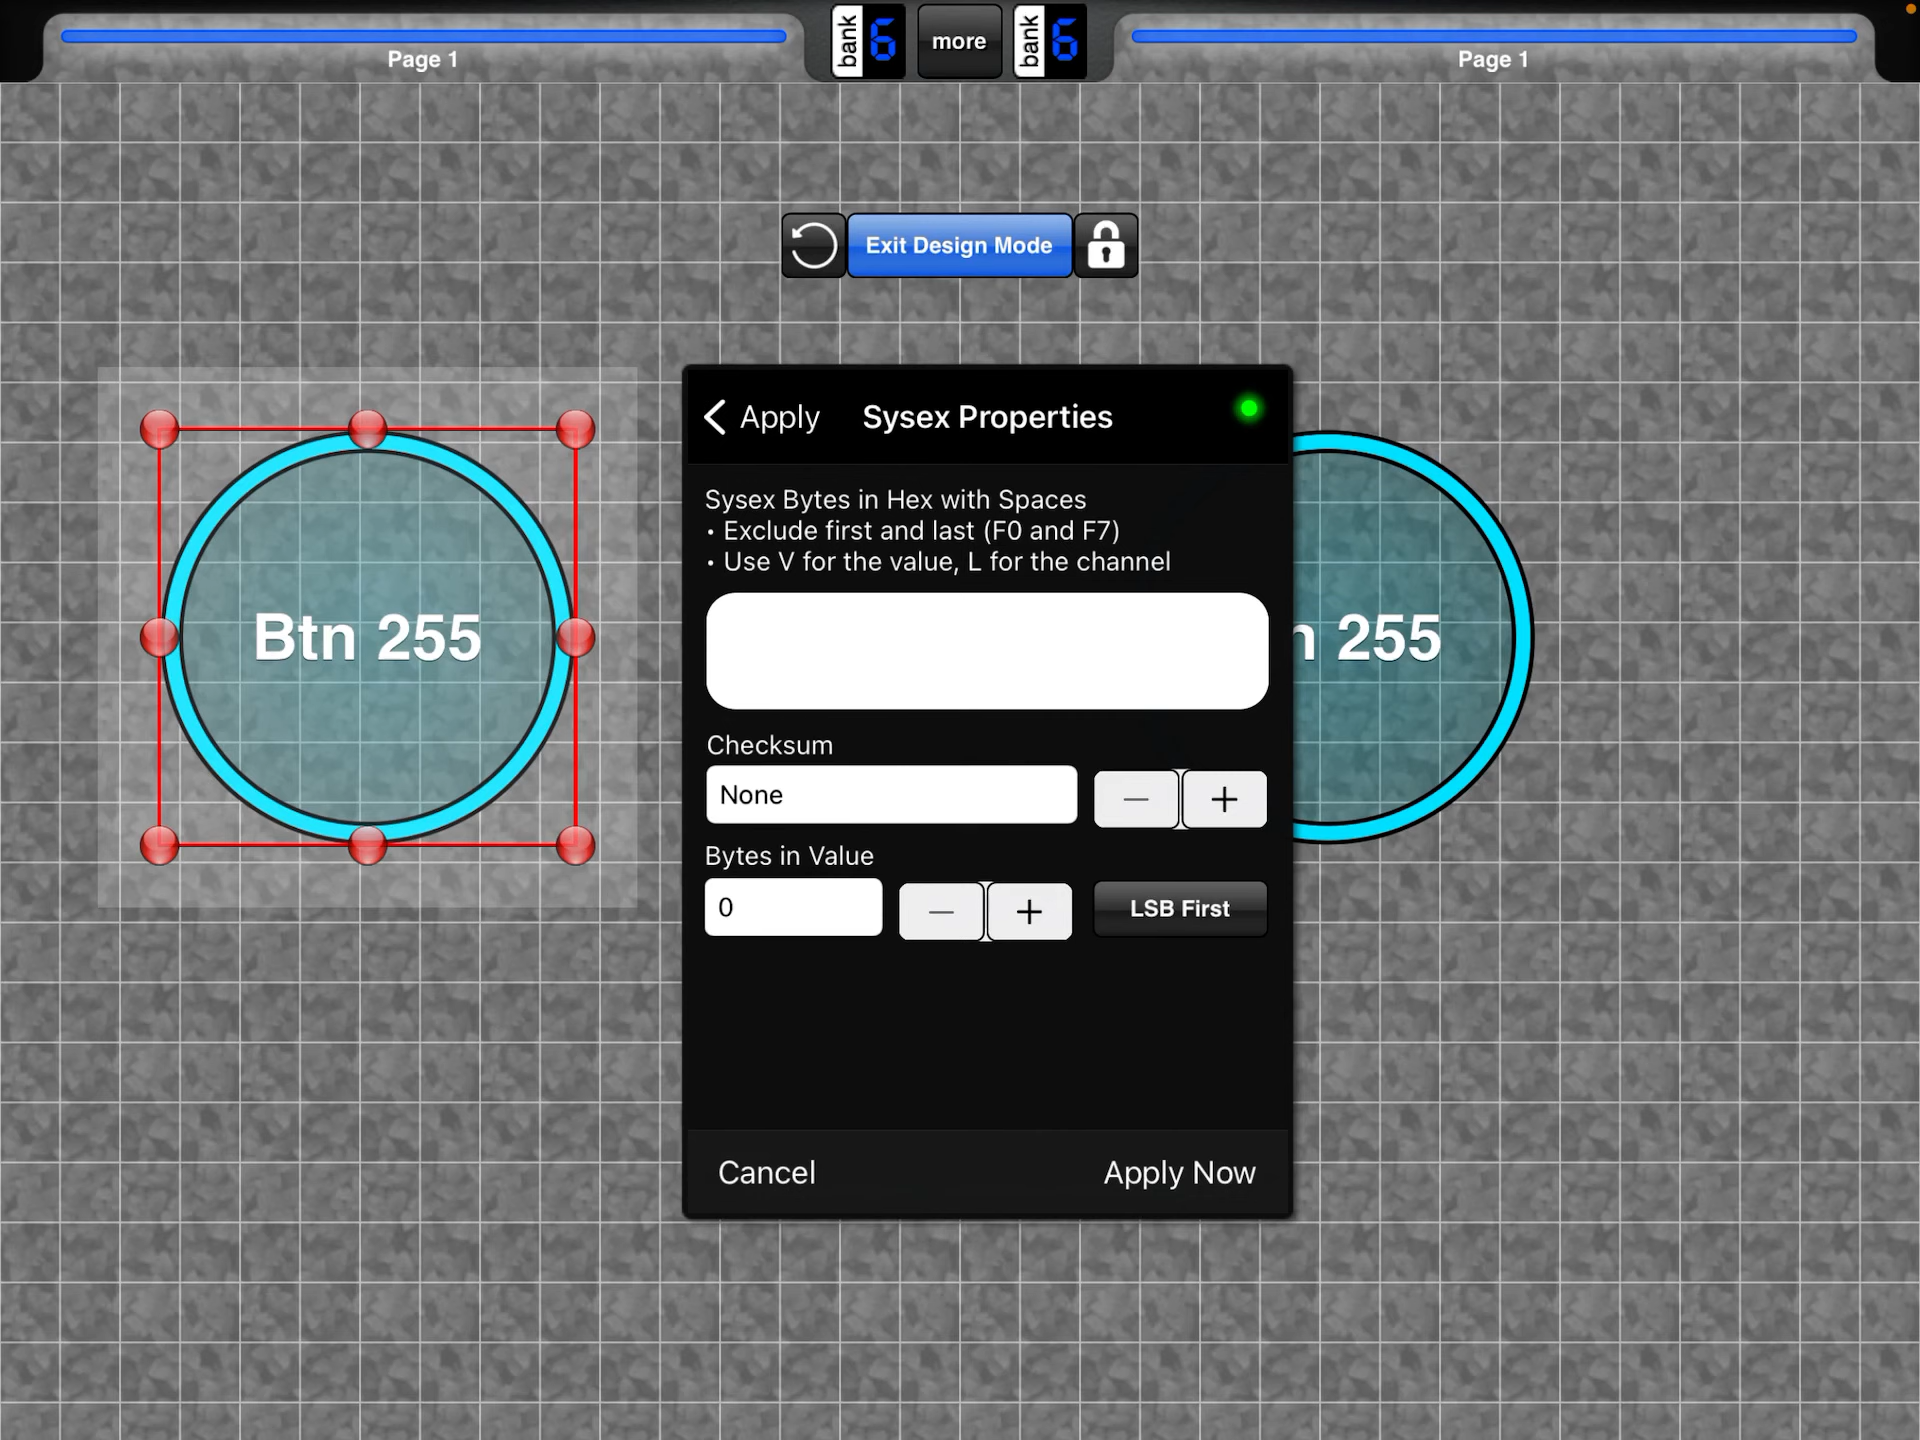 Page 1
bank 6
more
bank 6
Page 1
Exit Design Mode
Apply
Sysex Properties
Sysex Bytes in Hex with Spaces
• Exclude first and last (F0 and F7)
• Use V for the value, L for the channel
Btn 255
n 255
Checksum
None
Bytes in Value
0
LSB First
Cancel
Apply Now